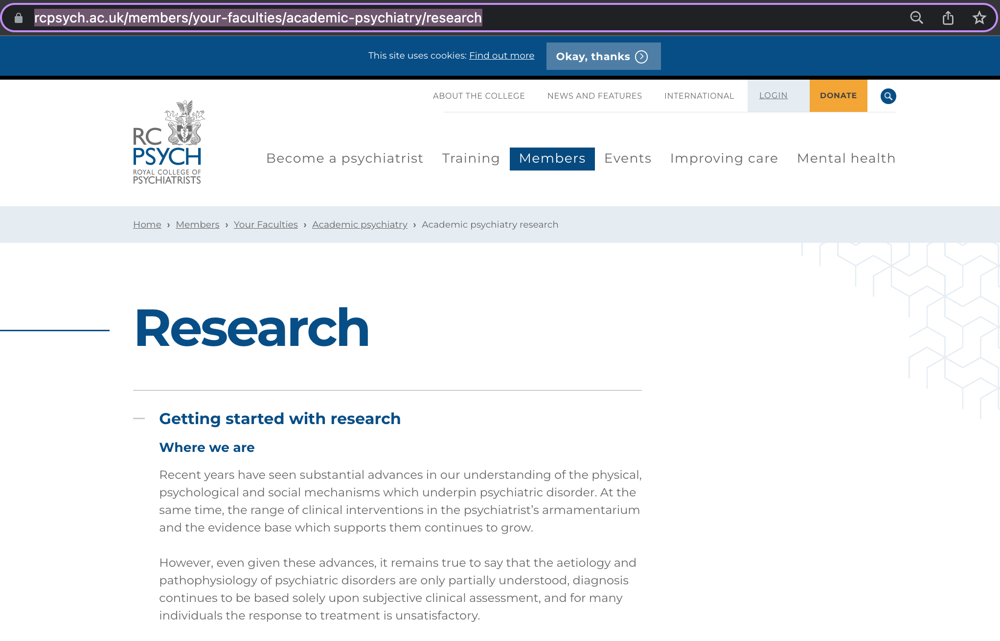 rcpsych.ac.uk/members/your-faculties/academic-psychiatry/research
This site uses cookies: Find out more
Okay, thanks
ABOUT THE COLLEGE
NEWS AND FEATURES
INTERNATIONAL
LOGIN
DONATE
RC
PSYCH
ROYAL COLLEGE OF
PSYCHIATRISTS
Become a psychiatrist
Training
Members
Events
Improving care
Mental health
Home › Members › Your Faculties › Academic psychiatry › Academic psychiatry research
Research
Getting started with research
Where we are
Recent years have seen substantial advances in our understanding of the physical,
psychological and social mechanisms which underpin psychiatric disorder. At the
same time, the range of clinical interventions in the psychiatrist’s armamentarium
and the evidence base which supports them continues to grow.
However, even given these advances, it remains true to say that the aetiology and
pathophysiology of psychiatric disorders are only partially understood, diagnosis
continues to be based solely upon subjective clinical assessment, and for many
individuals the response to treatment is unsatisfactory.